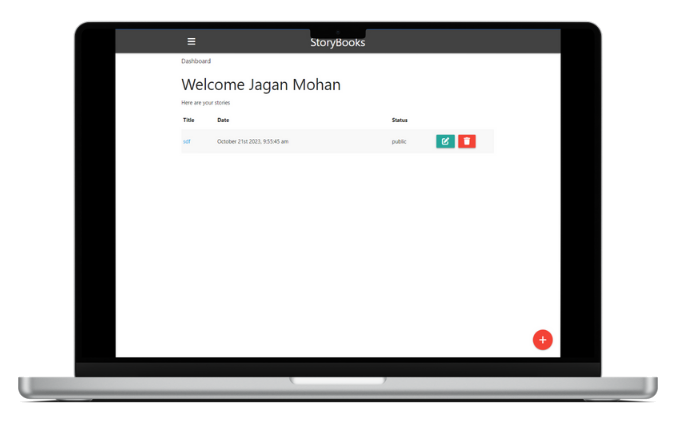 StoryBooks
Dashboard
Welcome Jagan Mohan
Here are your stories
Title Date Status
sdf October 21st 2023, 9:55:45 am public